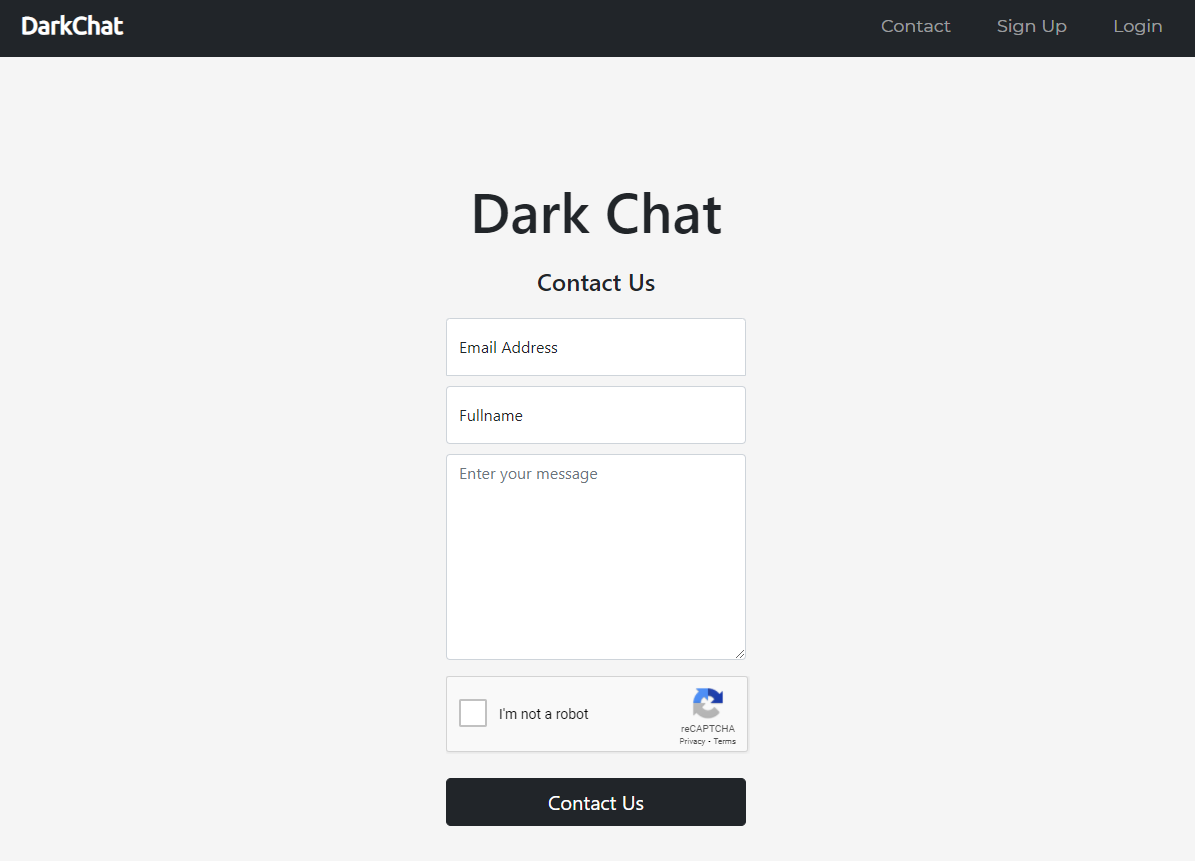 DarkChat Contact Sign Up Login
Dark Chat
Contact Us
Email Address
Fullname
Enter your message
I'm not a robot
reCAPTCHA
Privacy - Terms
Contact Us